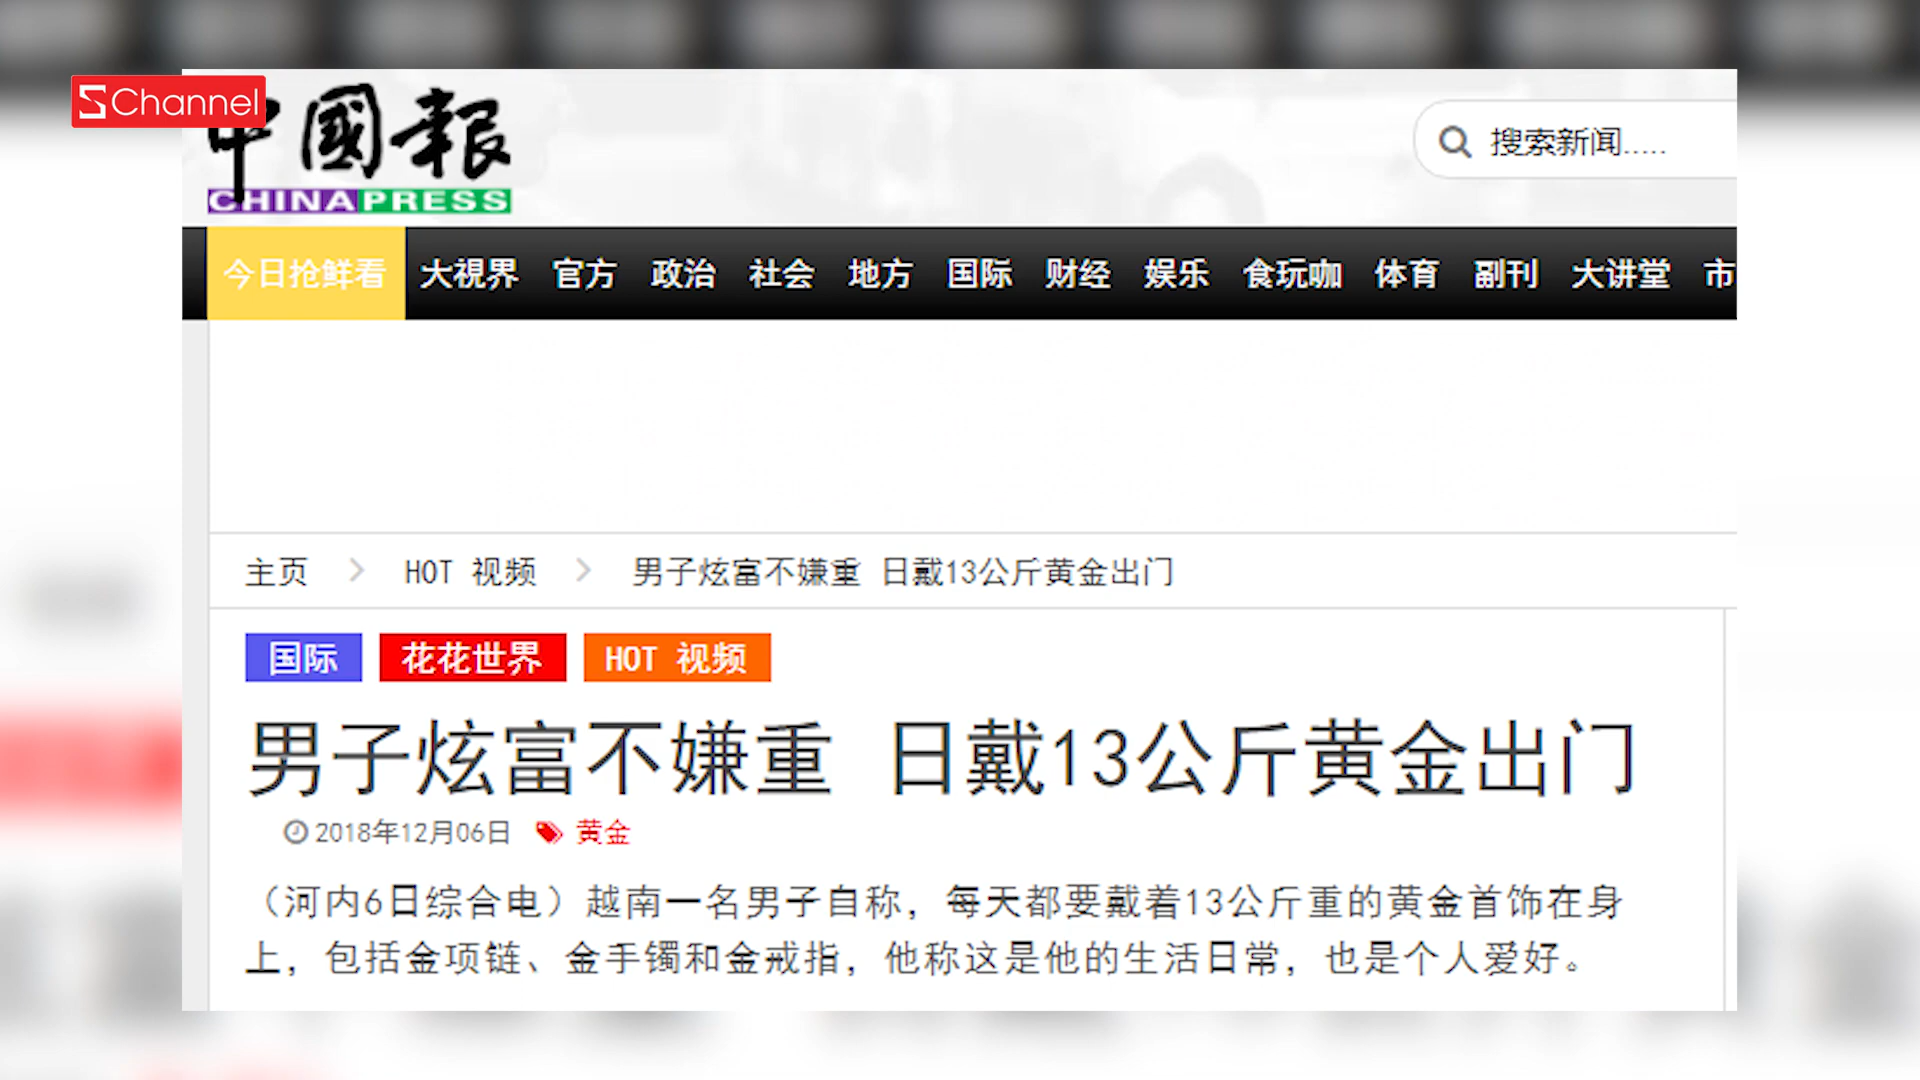 S Channel
中國報
CHINA PRESS
搜索新闻.....
今日抢鲜看 大視界 官方 政治 社会 地方 国际 财经 娱乐 食玩咖 体育 副刊 大讲堂 市
主页 > HOT 视频 > 男子炫富不嫌重 日戴13公斤黄金出门
国际 花花世界 HOT 视频
男子炫富不嫌重 日戴13公斤黄金出门
2018年12月06日 黄金
（河内6日综合电）越南一名男子自称，每天都要戴着13公斤重的黄金首饰在身
上，包括金项链、金手镯和金戒指，他称这是他的生活日常，也是个人爱好。